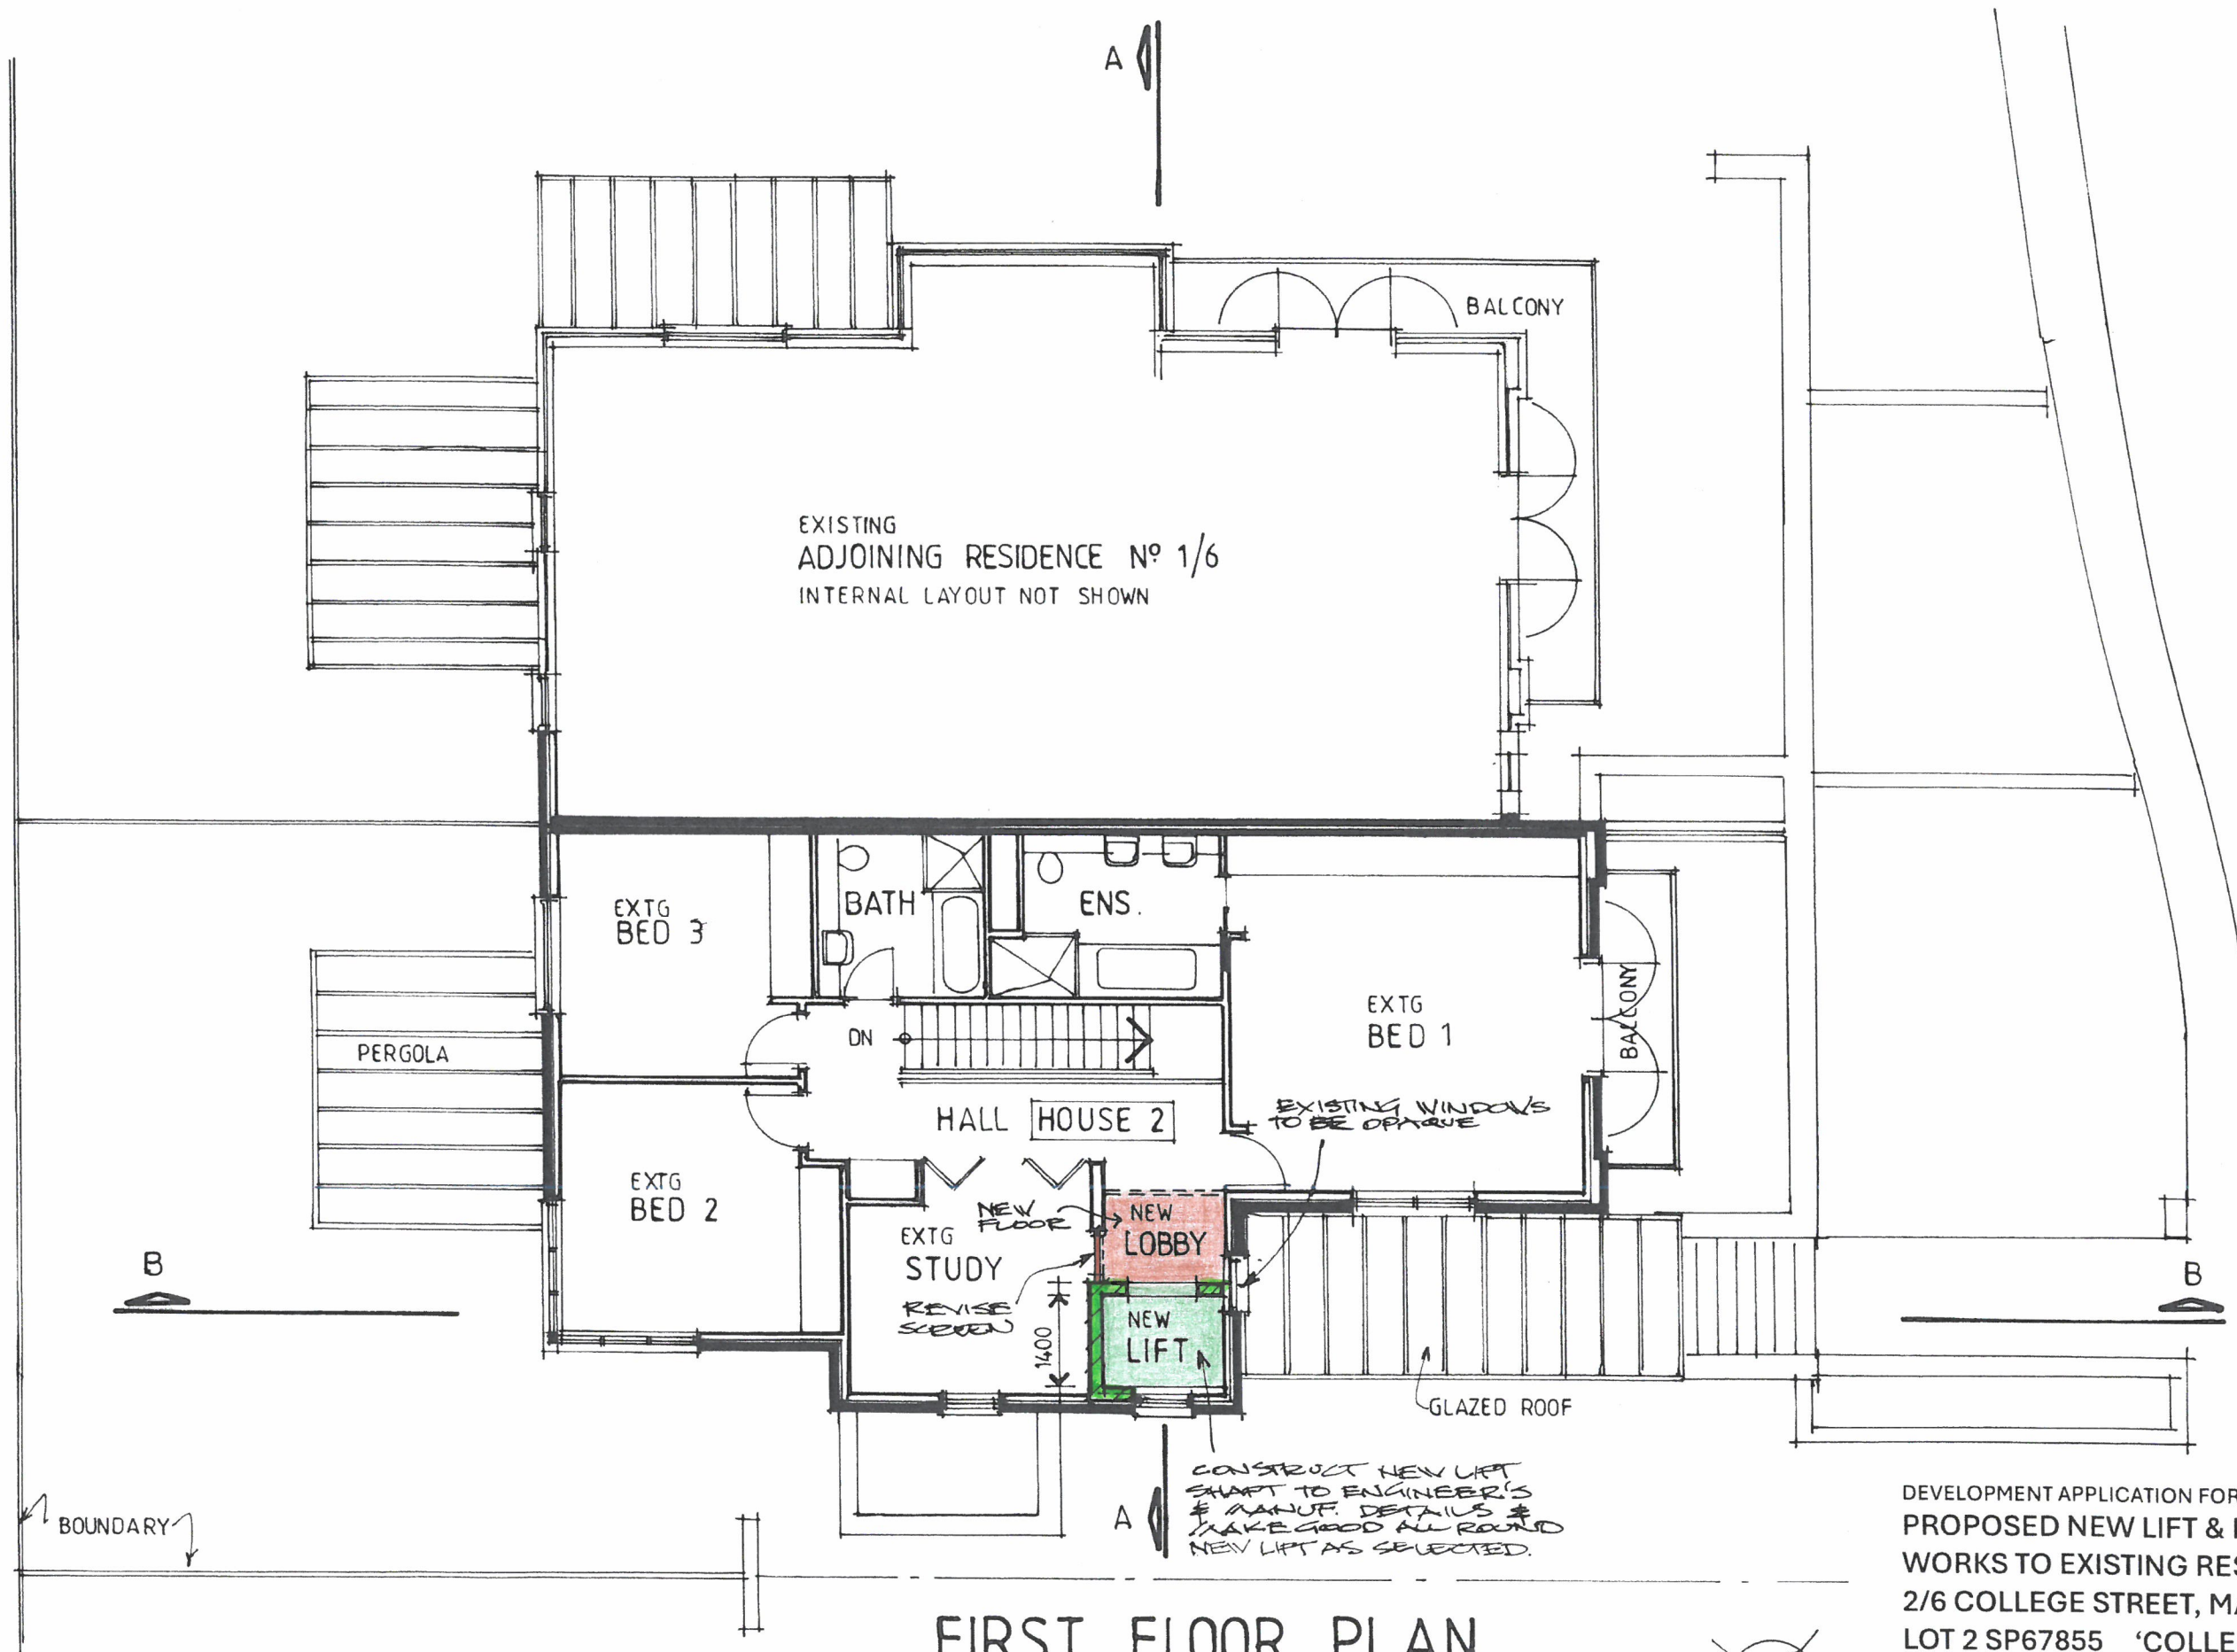 A
BALCONY
EXISTING
ADJOINING RESIDENCE Nº 1/6
INTERNAL LAYOUT NOT SHOWN
EXTG
BED 3
BATH
ENS.
EXTG
BED 1
BALCONY
PERGOLA
DN
HALL HOUSE 2
EXISTING WINDOWS
TO BE OPAQUE
EXTG
BED 2
NEW
FLOOR
NEW
LOBBY
EXTG
STUDY
REVISE
SCREEN
1400
NEW
LIFT
B
B
GLAZED ROOF
CONSTRUCT NEW LIFT
SHAFT TO ENGINEER'S
& MANUF. DETAILS &
MAKE GOOD ALL ROUND
NEW LIFT AS SELECTED.
A
BOUNDARY
FIRST FLOOR PLAN
DEVELOPMENT APPLICATION FOR
PROPOSED NEW LIFT &
WORKS TO EXISTING RES
2/6 COLLEGE STREET, M
LOT 2 SP67855 ‘COLLE